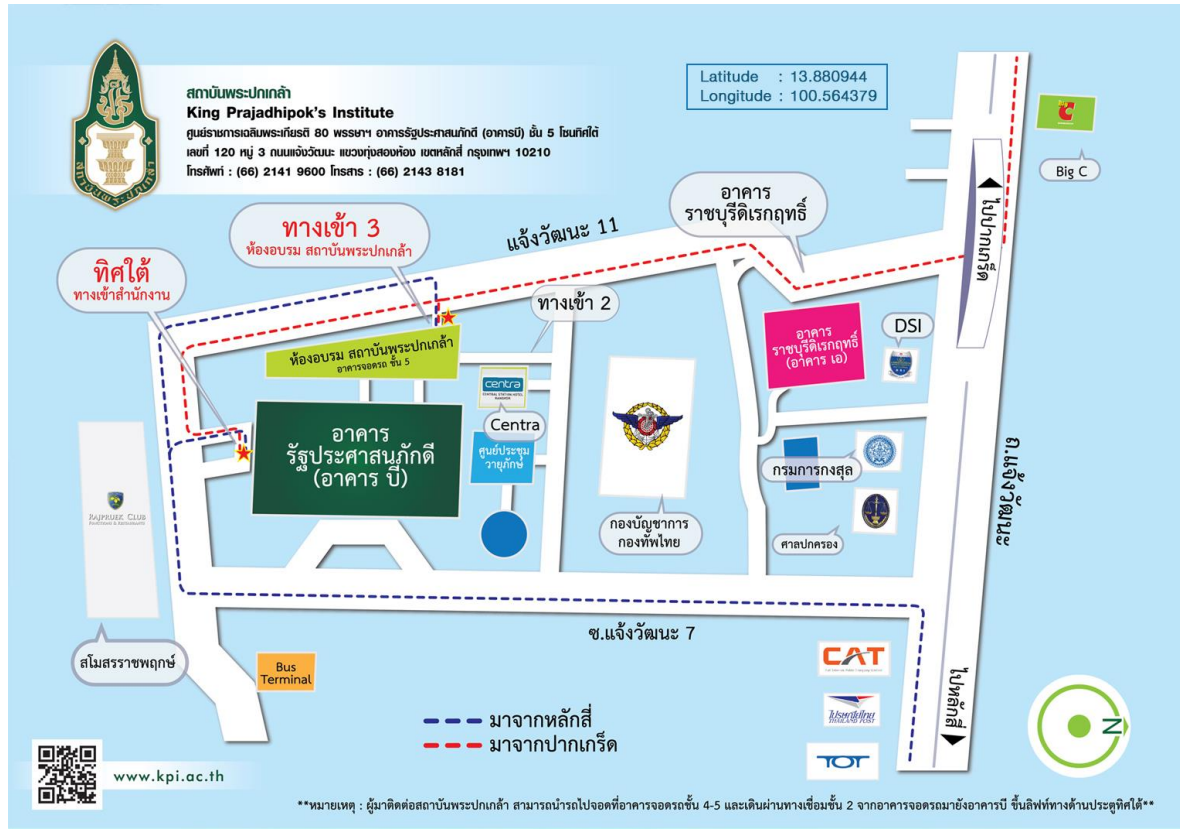 สถาบันพระปกเกล้า
King Prajadhipok's Institute
ศูนย์ราชการเฉลิมพระเกียรติ 80 พรรษาฯ อาคารรัฐประศาสนภักดี (อาคารบี) ชั้น 5 โซนทิศใต้
เลขที่ 120 หมู่ 3 ถนนแจ้งวัฒนะ แขวงทุ่งสองห้อง เขตหลักสี่ กรุงเทพฯ 10210
โทรศัพท์ : (66) 2141 9600 โทรสาร : (66) 2143 8181
สถาบันพระปกเกล้า
Latitude : 13.880944
Longitude : 100.564379
Big C
ไปปากเกร็ด
อาคาร
ราชบุรีดิเรกฤทธิ์
แจ้งวัฒนะ 11
ทางเข้า 3
ห้องอบรม สถาบันพระปกเกล้า
ทิศใต้
ทางเข้าสำนักงาน
ทางเข้า 2
ห้องอบรม สถาบันพระปกเกล้า
อาคารจอดรถ ชั้น 5
อาคาร
ราชบุรีดิเรกฤทธิ์
(อาคาร เอ)
DSI
centra
Centra
อาคาร
รัฐประศาสนภักดี
(อาคาร บี)
ศูนย์ประชุม
วายุภักษ์
กรมการกงสุล
ถ.แจ้งวัฒนะ
RAJPRUEK CLUB
กองบัญชาการ
กองทัพไทย
ศาลปกครอง
ซ.แจ้งวัฒนะ 7
สโมสรราชพฤกษ์
Bus
Terminal
CAT
ไปรษณีย์ไทย
THAILAND POST
TOT
ไปหลักสี่
N
มาจากหลักสี่
มาจากปากเกร็ด
www.kpi.ac.th
**หมายเหตุ : ผู้มาติดต่อสถาบันพระปกเกล้า สามารถนำรถไปจอดที่อาคารจอดรถชั้น 4-5 และเดินผ่านทางเชื่อมชั้น 2 จากอาคารจอดรถมายังอาคารบี ขึ้นลิฟท์ทางด้านประตูทิศใต้**